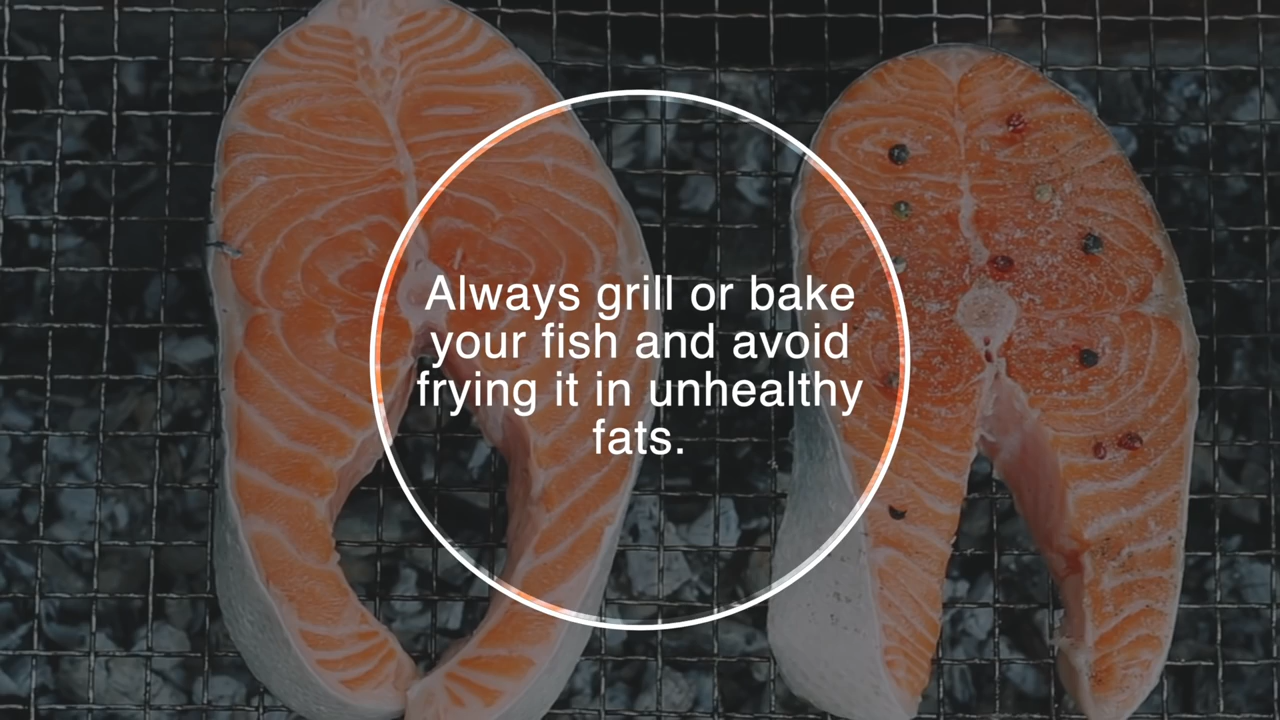 Always grill or bake
your fish and avoid
frying it in unhealthy
fats.